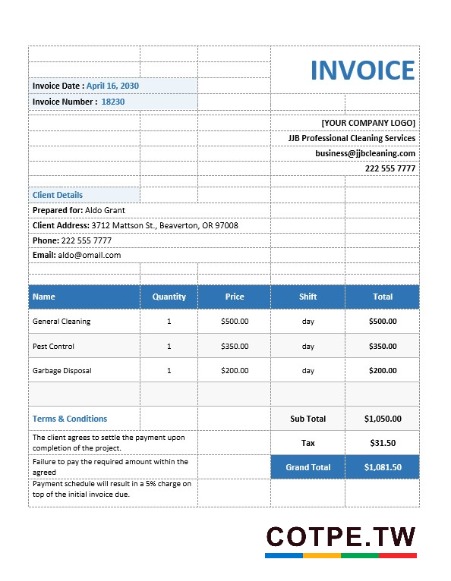 INVOICE
Invoice Date : April 16, 2030
Invoice Number : 18230
[YOUR COMPANY LOGO]
JJB Professional Cleaning Services
business@jjbcleaning.com
222 555 7777
Client Details
Prepared for: Aldo Grant
Client Address: 3712 Mattson St., Beaverton, OR 97008
Phone: 222 555 7777
Email: aldo@omail.com
Name Quantity Price Shift Total
General Cleaning 1 $500.00 day $500.00
Pest Control 1 $350.00 day $350.00
Garbage Disposal 1 $200.00 day $200.00
Terms & Conditions Sub Total $1,050.00
The client agrees to settle the payment upon
completion of the project.
Tax $31.50
Failure to pay the required amount within the
agreed
Grand Total $1,081.50
Payment schedule will result in a 5% charge on
top of the initial invoice due.
COTPE.TW